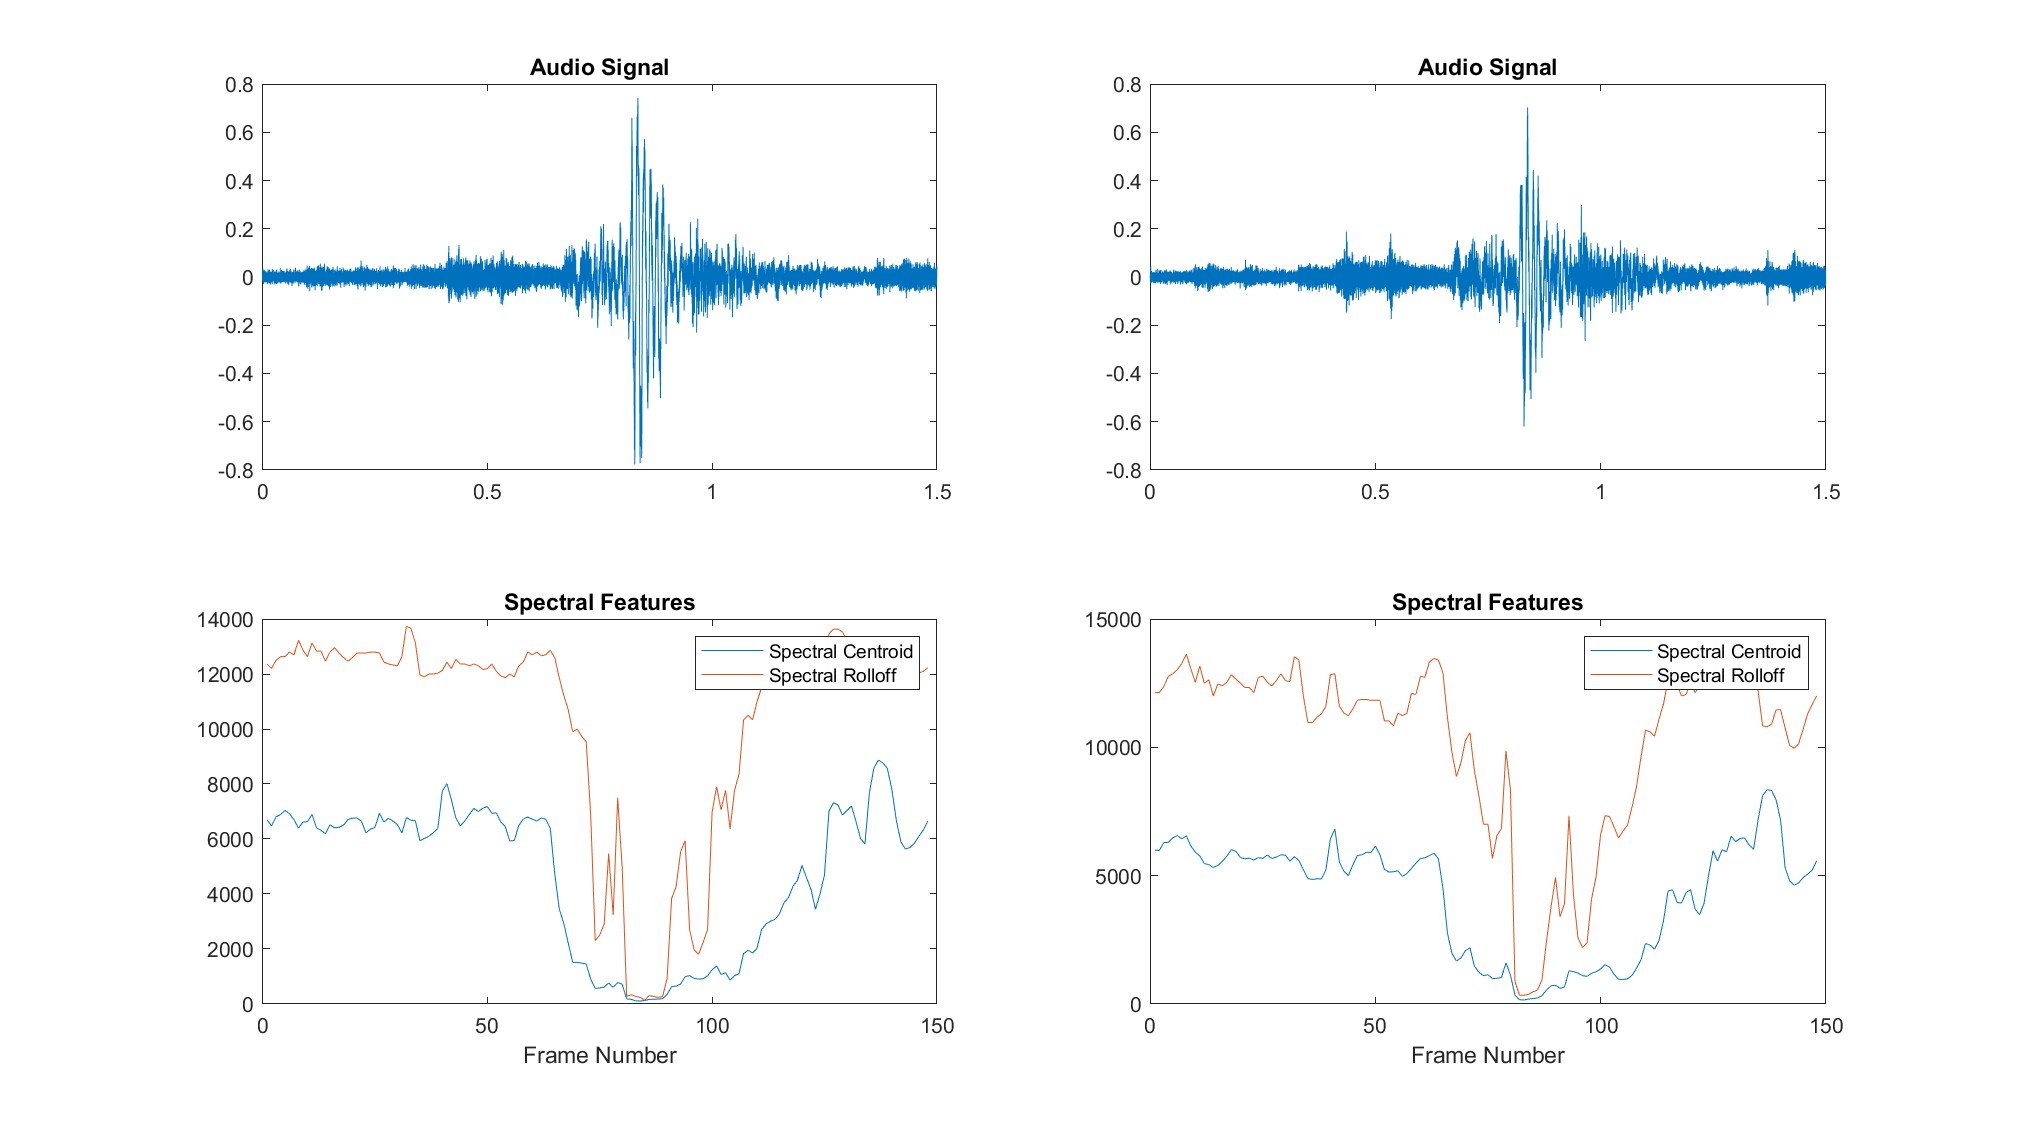 Audio Signal
0.8
0.6
0.4
0.2
0
-0.2
-0.4
-0.6
-0.8
0 0.5 1 1.5
Audio Signal
0.8
0.6
0.4
0.2
0
-0.2
-0.4
-0.6
-0.8
0 0.5 1 1.5
Spectral Features
14000
12000
10000
8000
6000
4000
2000
0
Spectral Centroid
Spectral Rolloff
0 50 100 150
Frame Number
Spectral Features
15000
10000
5000
0
Spectral Centroid
Spectral Rolloff
0 50 100 150
Frame Number